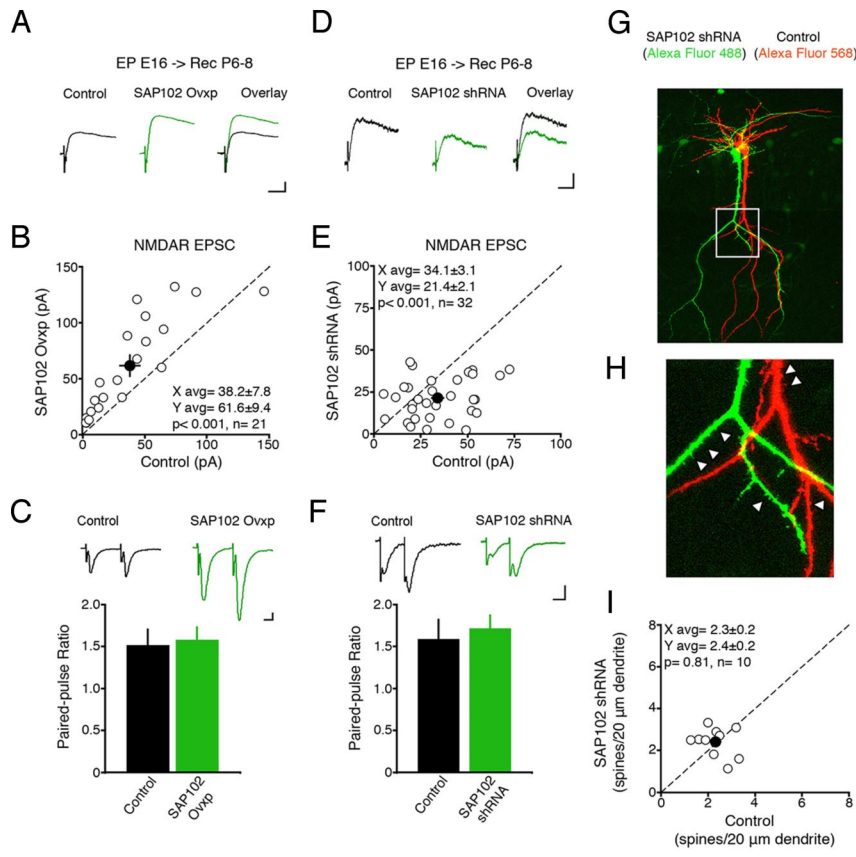 A
EP E16 -> Rec P6-8
Control
SAP102 Ovxp
Overlay
B
NMDAR EPSC
SAP102 Ovxp (pA)
150
100
50
0
X avg= 38.2±7.8
Y avg= 61.6±9.4
p< 0.001, n= 21
0
50
100
150
Control (pA)
C
Control
SAP102 Ovxp
Paired-pulse Ratio
2.0
1.5
1.0
0.5
0
Control
SAP102
Ovxp
D
EP E16 -> Rec P6-8
Control
SAP102 shRNA
Overlay
E
NMDAR EPSC
SAP102 shRNA (pA)
100
75
50
25
0
X avg= 34.1±3.1
Y avg= 21.4±2.1
p< 0.001, n= 32
0
25
50
75
100
Control (pA)
F
Control
SAP102 shRNA
Paired-pulse Ratio
2.0
1.5
1.0
0.5
0
Control
SAP102
shRNA
G
SAP102 shRNA
(Alexa Fluor 488)
Control
(Alexa Fluor 568)
H
I
SAP102 shRNA
(spines/20 µm dendrite)
8
6
4
2
0
X avg= 2.3±0.2
Y avg= 2.4±0.2
p= 0.81, n= 10
0
2
4
6
8
Control
(spines/20 µm dendrite)